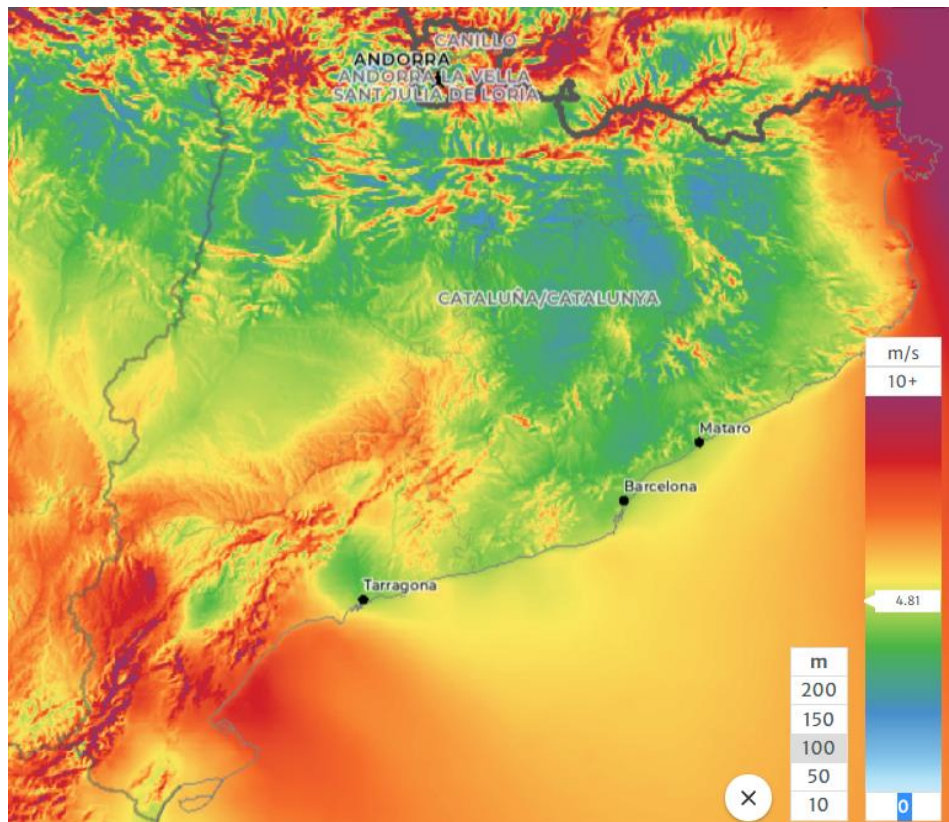 CANILLO
ANDORRA
ANDORRA LA VELLA
SANT JULIÀ DE LÒRIA
CATALUÑA/CATALUNYA
Mataro
Barcelona
Tarragona
m/s
10+
4.81
0
m
200
150
100
50
10